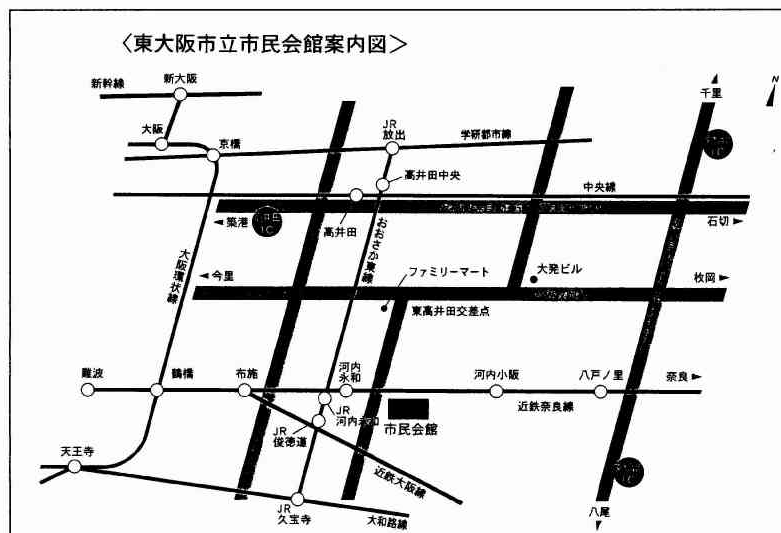 〈東大阪市立市民会館案内図〉
N
新幹線
新大阪
千里
大阪
京橋
JR
放出
学研都市線
高井田中央
中央線
築港
高井田
石切
おおさか東線
大阪環状線
今里
ファミリーマート
大発ビル
枚岡
東高井田交差点
難波
鶴橋
布施
河内
永和
河内小阪
八戸ノ里
奈良
近鉄奈良線
JR
河内永和
市民会館
JR
俊徳道
天王寺
近鉄大阪線
JR
久宝寺
大和路線
八尾